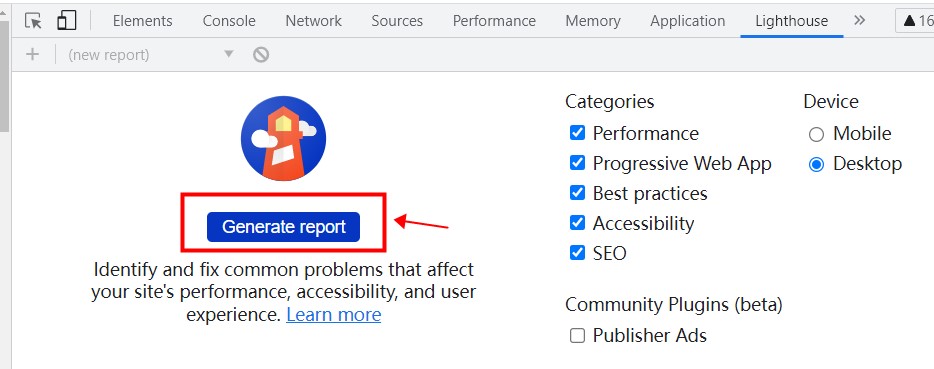 Elements Console Network Sources Performance Memory Application Lighthouse » 16
+ (new report)
Categories
Device
Performance
Mobile
Progressive Web App
Desktop
Best practices
Generate report
Accessibility
SEO
Identify and fix common problems that affect
your site's performance, accessibility, and user
experience. Learn more
Community Plugins (beta)
Publisher Ads